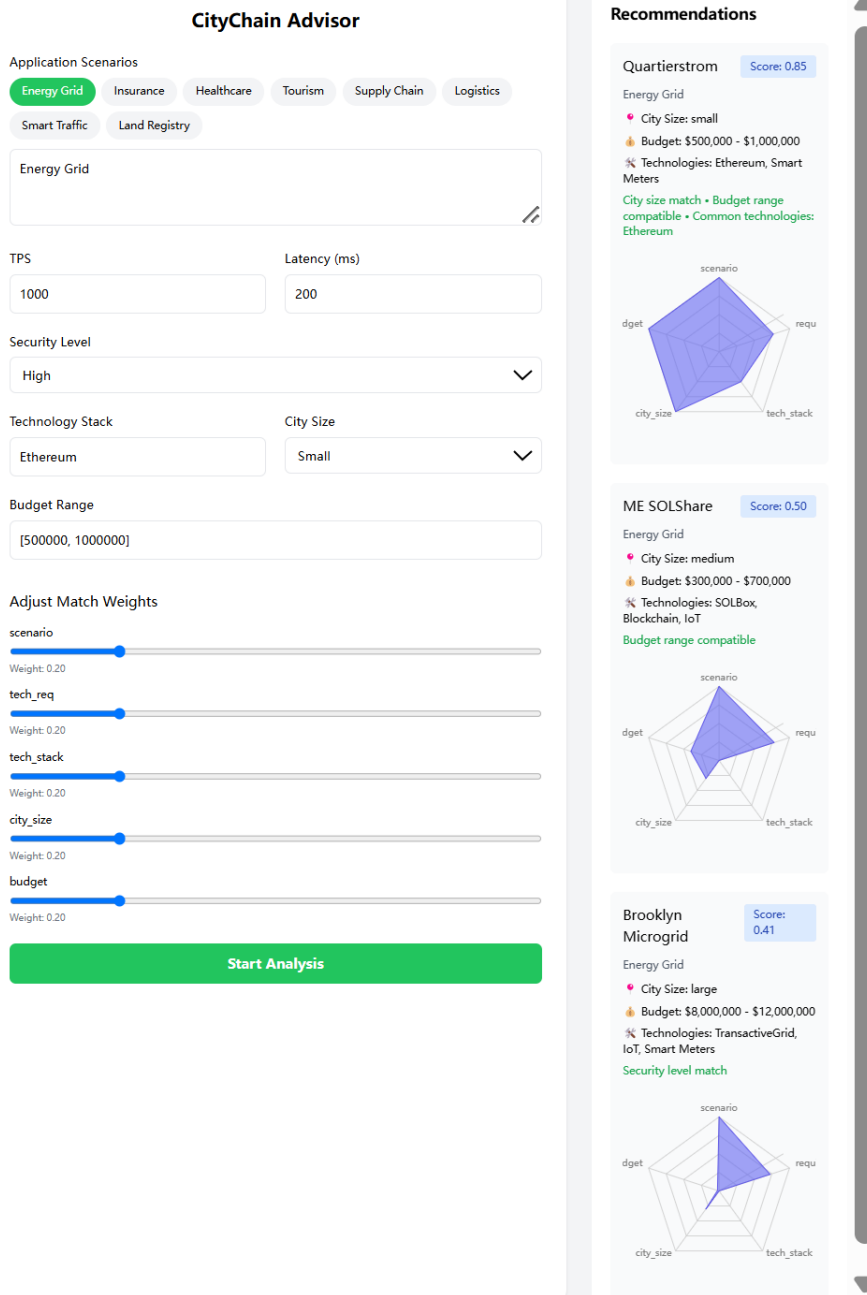 CityChain Advisor
Application Scenarios
Energy Grid Insurance Healthcare Tourism Supply Chain Logistics
Smart Traffic Land Registry
Energy Grid
TPS Latency (ms)
1000 200
Security Level
High
Technology Stack City Size
Ethereum Small
Budget Range
[500000, 1000000]
Adjust Match Weights
scenario
Weight: 0.20
tech_req
Weight: 0.20
tech_stack
Weight: 0.20
city_size
Weight: 0.20
budget
Weight: 0.20
Start Analysis
Recommendations
Quartierstrom Score: 0.85
Energy Grid
City Size: small
Budget: $500,000 - $1,000,000
Technologies: Ethereum, Smart
Meters
City size match • Budget range
compatible • Common technologies:
Ethereum
scenario
dget requ
city_size tech_stack
ME SOLShare Score: 0.50
Energy Grid
City Size: medium
Budget: $300,000 - $700,000
Technologies: SOLBox,
Blockchain, IoT
Budget range compatible
scenario
dget requ
city_size tech_stack
Brooklyn Score:
Microgrid 0.41
Energy Grid
City Size: large
Budget: $8,000,000 - $12,000,000
Technologies: TransactiveGrid,
IoT, Smart Meters
Security level match
scenario
dget requ
city_size tech_stack